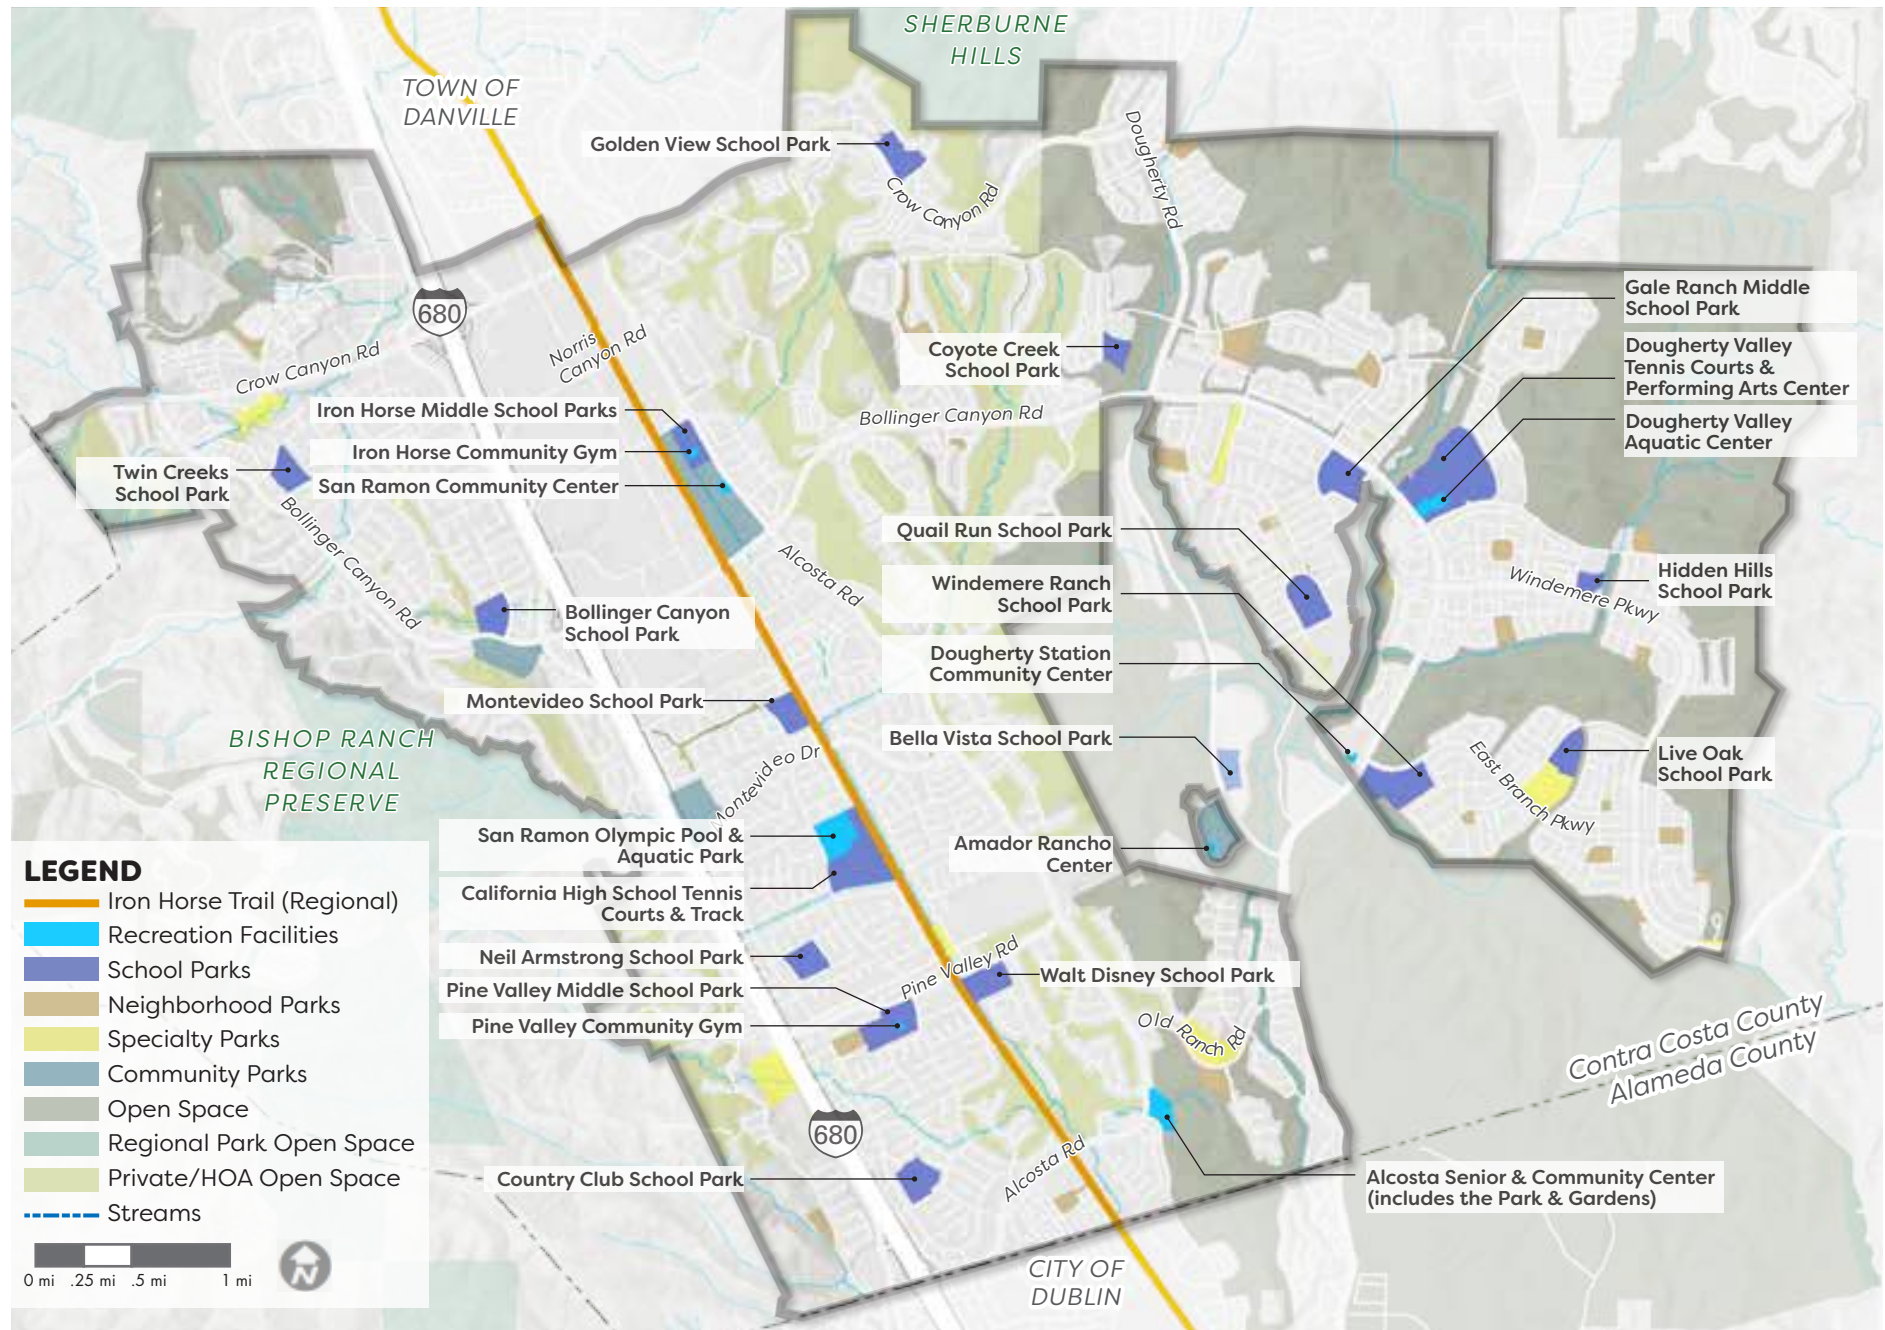 SHERBURNE
HILLS
TOWN OF
DANVILLE
Golden View School Park
Crow Canyon Rd
Dougherty Rd
680
Norris
Canyon Rd
Crow Canyon Rd
Gale Ranch Middle
School Park
Coyote Creek
School Park
Dougherty Valley
Tennis Courts &
Performing Arts Center
Bollinger Canyon Rd
Iron Horse Middle School Parks
Dougherty Valley
Aquatic Center
Iron Horse Community Gym
Twin Creeks
School Park
San Ramon Community Center
Bollinger Canyon Rd
Quail Run School Park
Alcosta Rd
Windemere Ranch
School Park
Windemere Pkwy
Hidden Hills
School Park
Bollinger Canyon
School Park
Dougherty Station
Community Center
Montevideo School Park
BISHOP RANCH
REGIONAL
PRESERVE
Montevideo Dr
Bella Vista School Park
East Branch Pkwy
Live Oak
School Park
San Ramon Olympic Pool &
Aquatic Park
Amador Rancho
Center
California High School Tennis
Courts & Track
Neil Armstrong School Park
Pine Valley Rd
Walt Disney School Park
Pine Valley Middle School Park
Pine Valley Community Gym
Old Ranch Rd
Contra Costa County
Alameda County
680
Country Club School Park
Alcosta Rd
Alcosta Senior & Community Center
(includes the Park & Gardens)
CITY OF
DUBLIN
LEGEND
Iron Horse Trail (Regional)
Recreation Facilities
School Parks
Neighborhood Parks
Specialty Parks
Community Parks
Open Space
Regional Park Open Space
Private/HOA Open Space
Streams
0 mi .25 mi .5 mi 1 mi
N